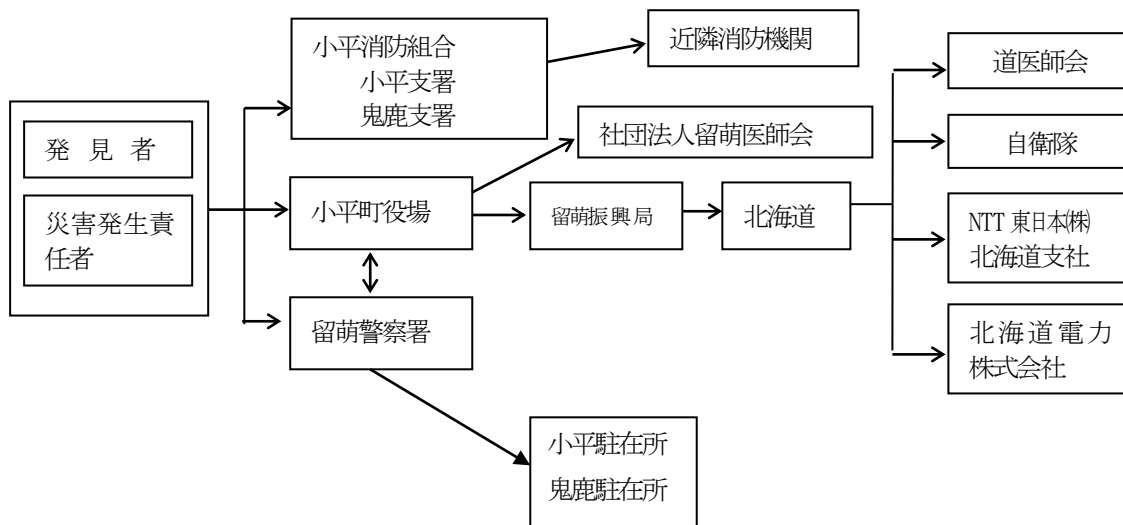 発見者
災害発生責
任者
小平消防組合
小平支署
鬼鹿支署
小平町役場
留萌警察署
近隣消防機関
社団法人留萌医師会
留萌振興局
北海道
小平駐在所
鬼鹿駐在所
道医師会
自衛隊
NTT東日本㈱
北海道支社
北海道電力
株式会社